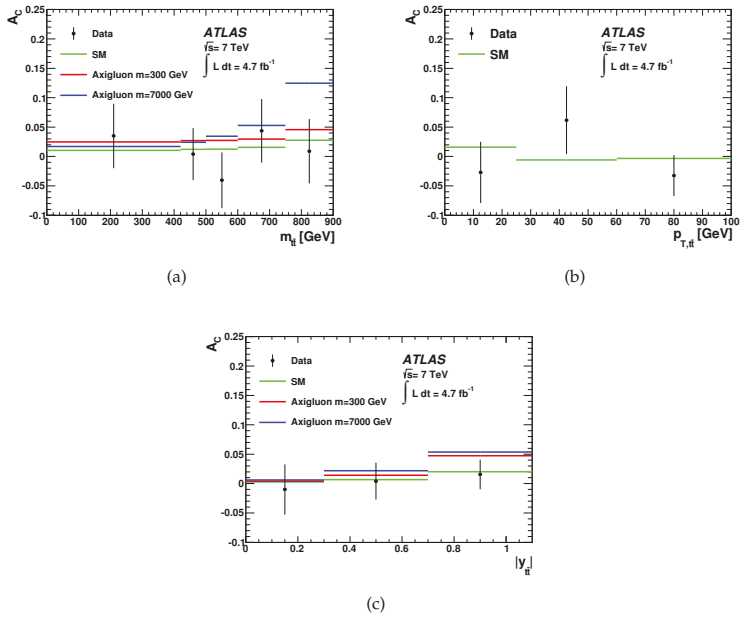 A_C
0.25
0.2
0.15
0.1
0.05
0
-0.05
-0.1
Data
SM
Axigluon m=300 GeV
Axigluon m=7000 GeV
ATLAS
√s= 7 TeV
∫ L dt = 4.7 fb⁻¹
0 100 200 300 400 500 600 700 800 900
m_tt̄ [GeV]
(a)
A_C
0.25
0.2
0.15
0.1
0.05
0
-0.05
-0.1
Data
SM
ATLAS
√s= 7 TeV
∫ L dt = 4.7 fb⁻¹
0 10 20 30 40 50 60 70 80 90 100
p_T,tt̄ [GeV]
(b)
A_C
0.25
0.2
0.15
0.1
0.05
0
-0.05
-0.1
Data
SM
Axigluon m=300 GeV
Axigluon m=7000 GeV
ATLAS
√s= 7 TeV
∫ L dt = 4.7 fb⁻¹
0 0.2 0.4 0.6 0.8 1
|y_tt̄|
(c)